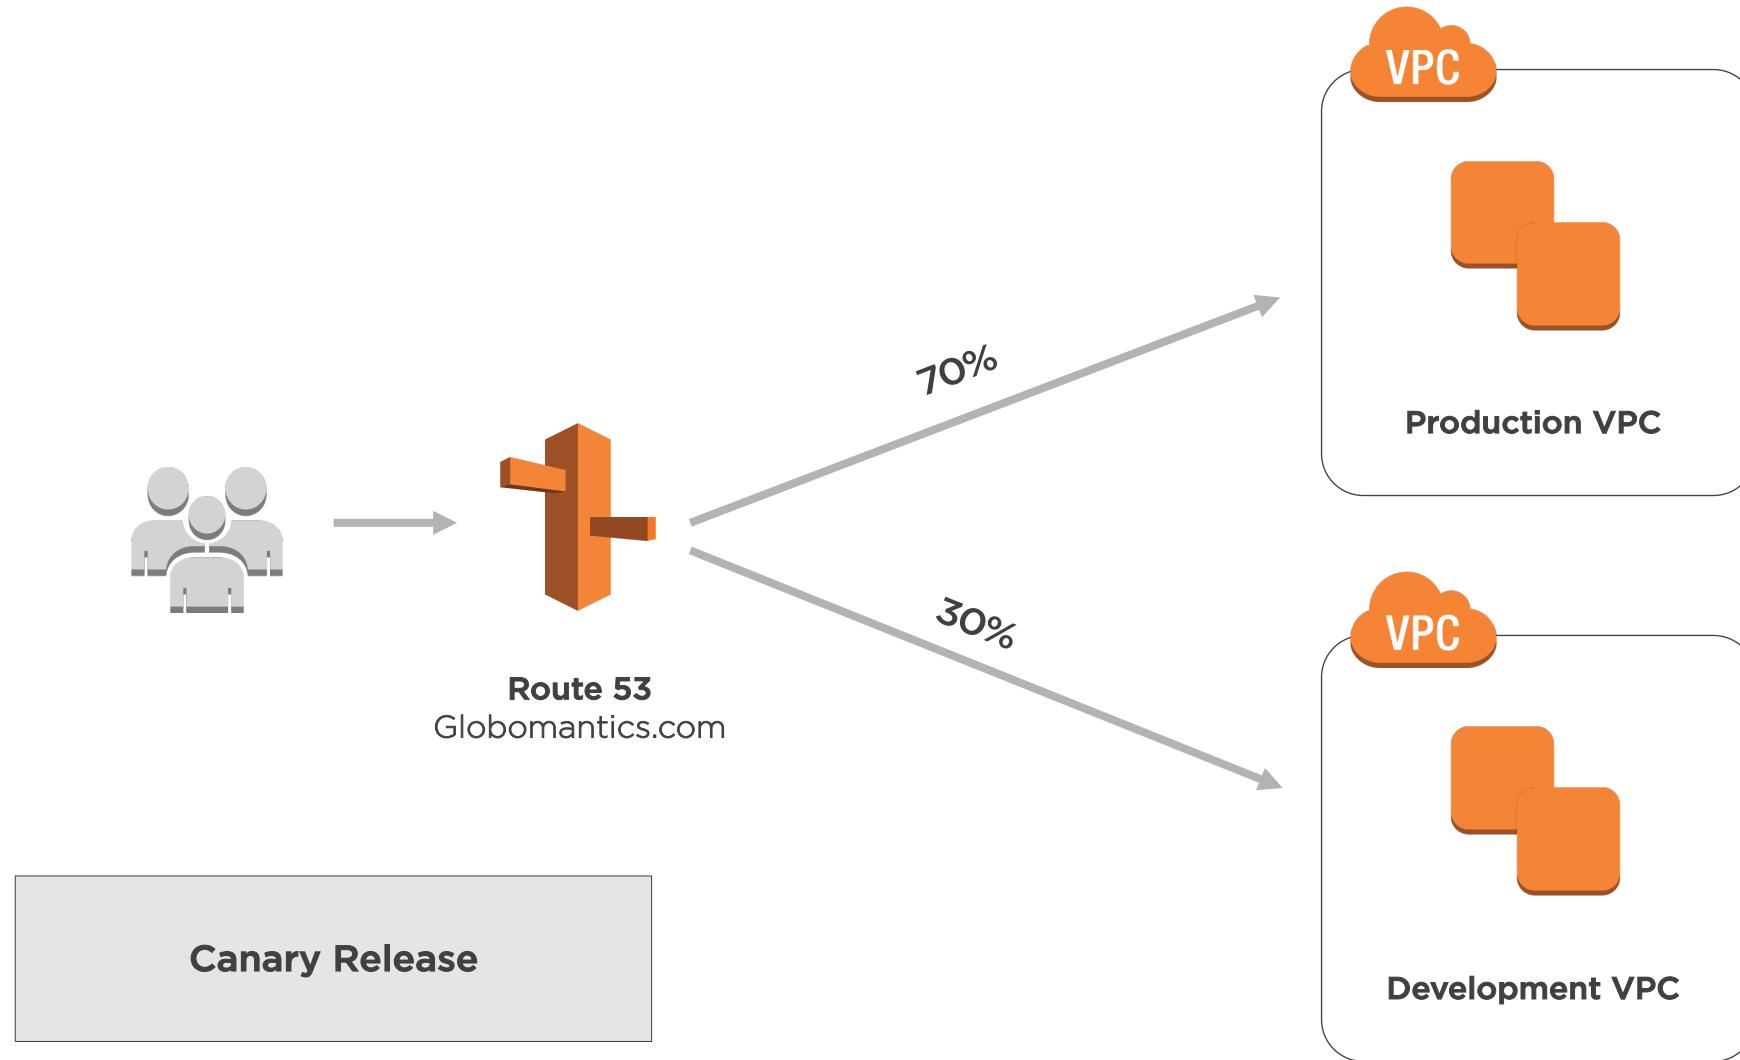 VPC
70%
Production VPC
30%
VPC
Route 53
Globomantics.com
Canary Release
Development VPC